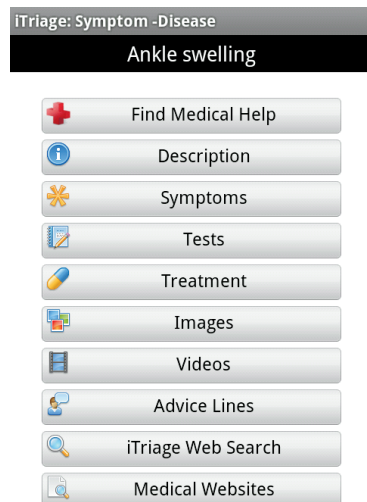 iTriage: Symptom -Disease
Ankle swelling
Find Medical Help
Description
Symptoms
Tests
Treatment
Images
Videos
Advice Lines
iTriage Web Search
Medical Websites